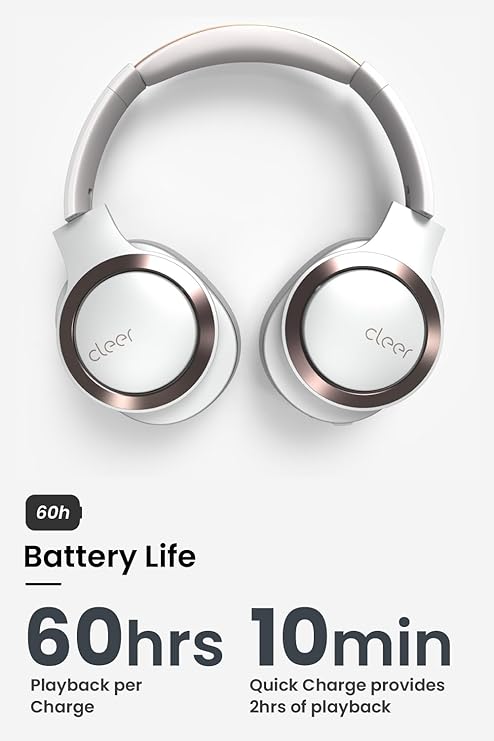 cleer
cleer
60h
Battery Life
60hrs
Playback per
Charge
10min
Quick Charge provides
2hrs of playback